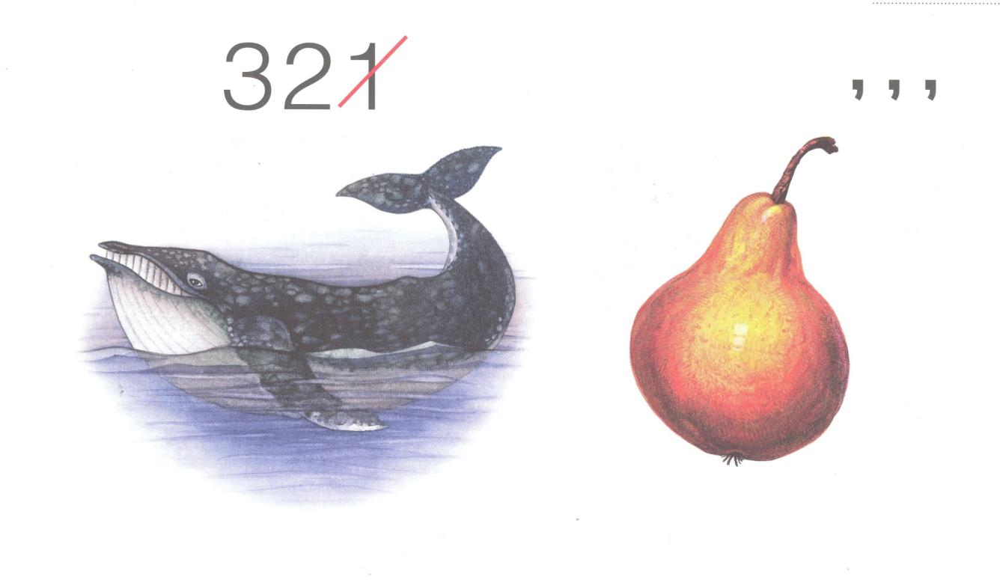 321 , , ,